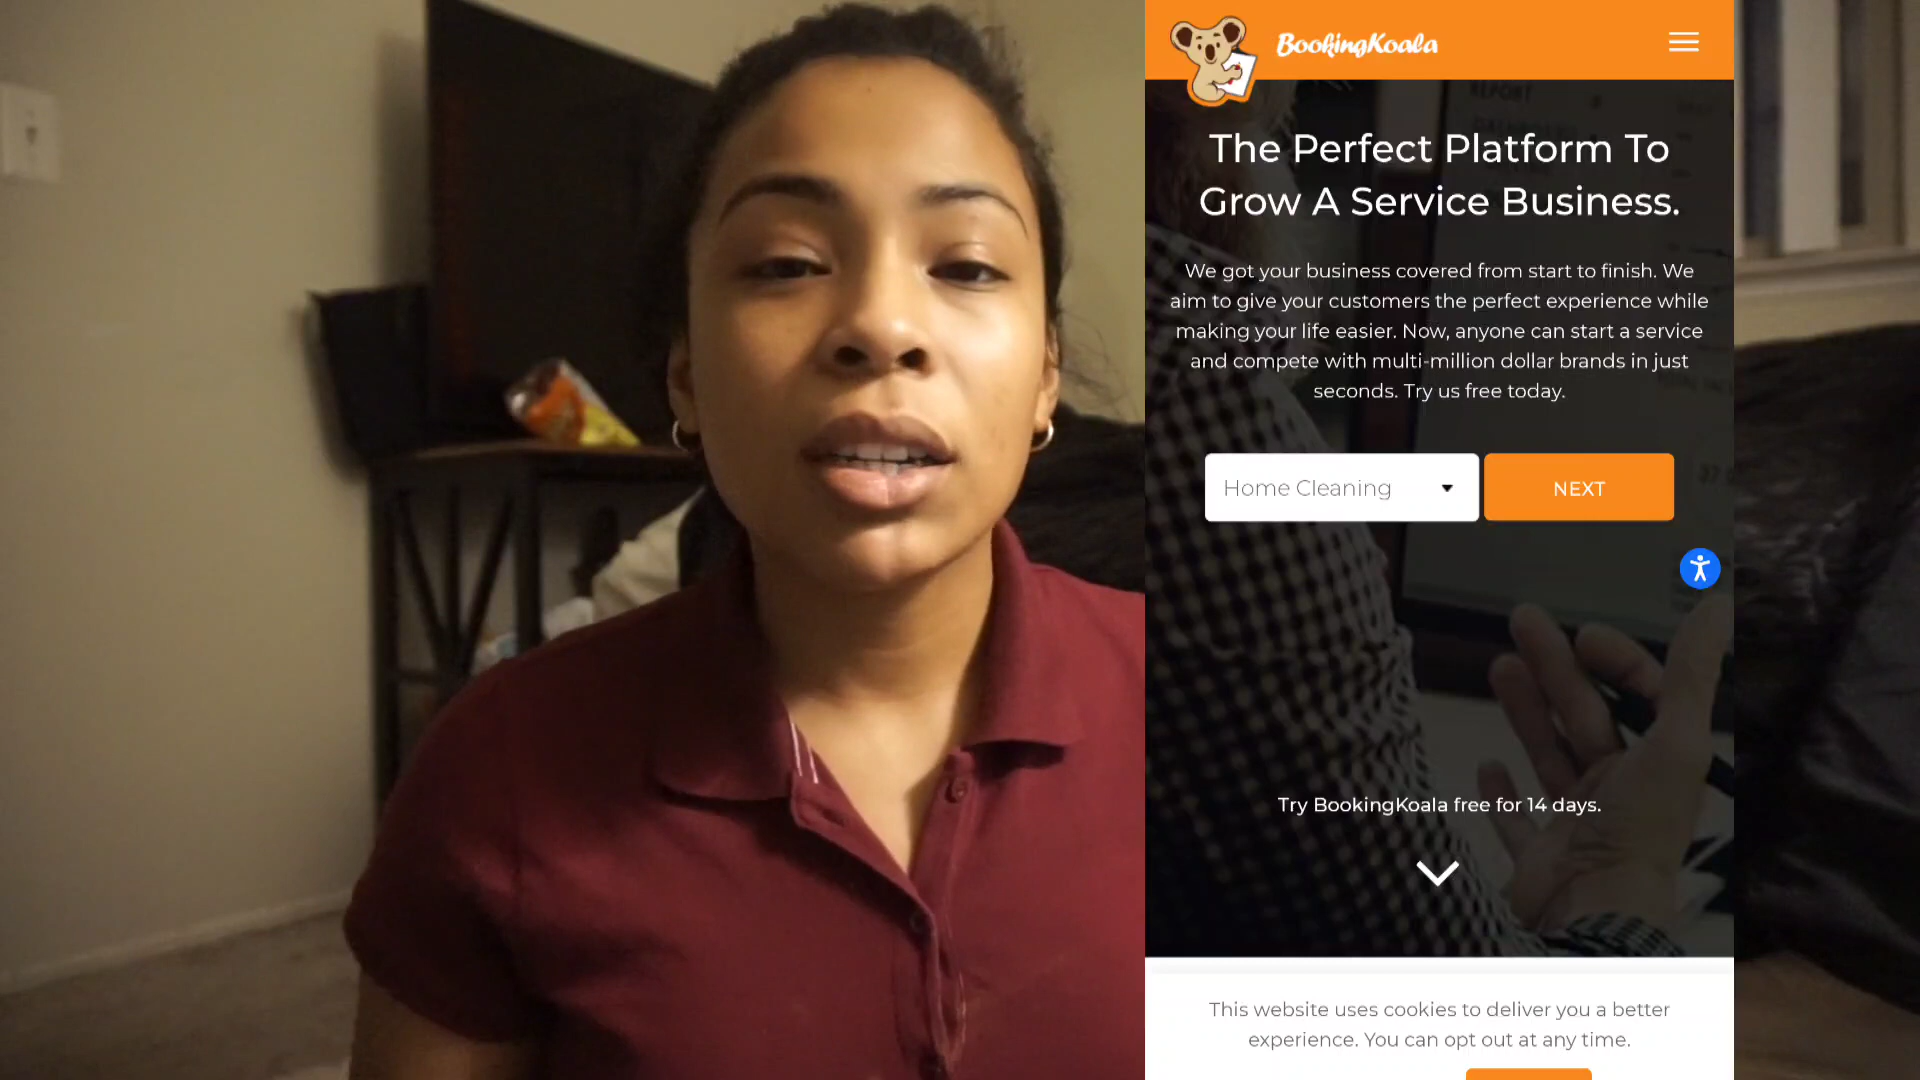 BookingKoala
REPORT
The Perfect Platform To
Grow A Service Business.
We got your business covered from start to finish. We
aim to give your customers the perfect experience while
making your life easier. Now, anyone can start a service
and compete with multi-million dollar brands in just
seconds. Try us free today.
Home Cleaning
NEXT
Try BookingKoala free for 14 days.
This website uses cookies to deliver you a better
experience. You can opt out at any time.